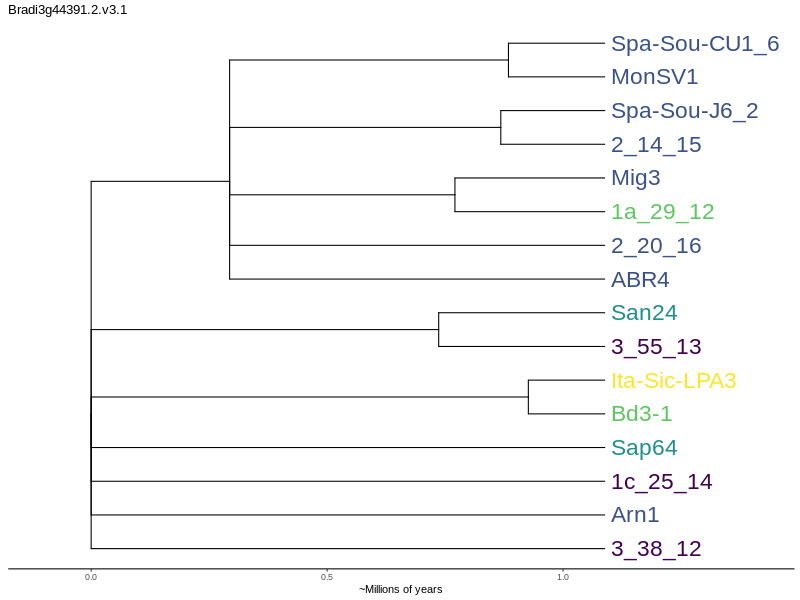 Bradi3g44391.2.v3.1
Spa-Sou-CU1_6
MonSV1
Spa-Sou-J6_2
2_14_15
Mig3
1a_29_12
2_20_16
ABR4
San24
3_55_13
Ita-Sic-LPA3
Bd3-1
Sap64
1c_25_14
Arn1
3_38_12
0.0 0.5 1.0
~Millions of years